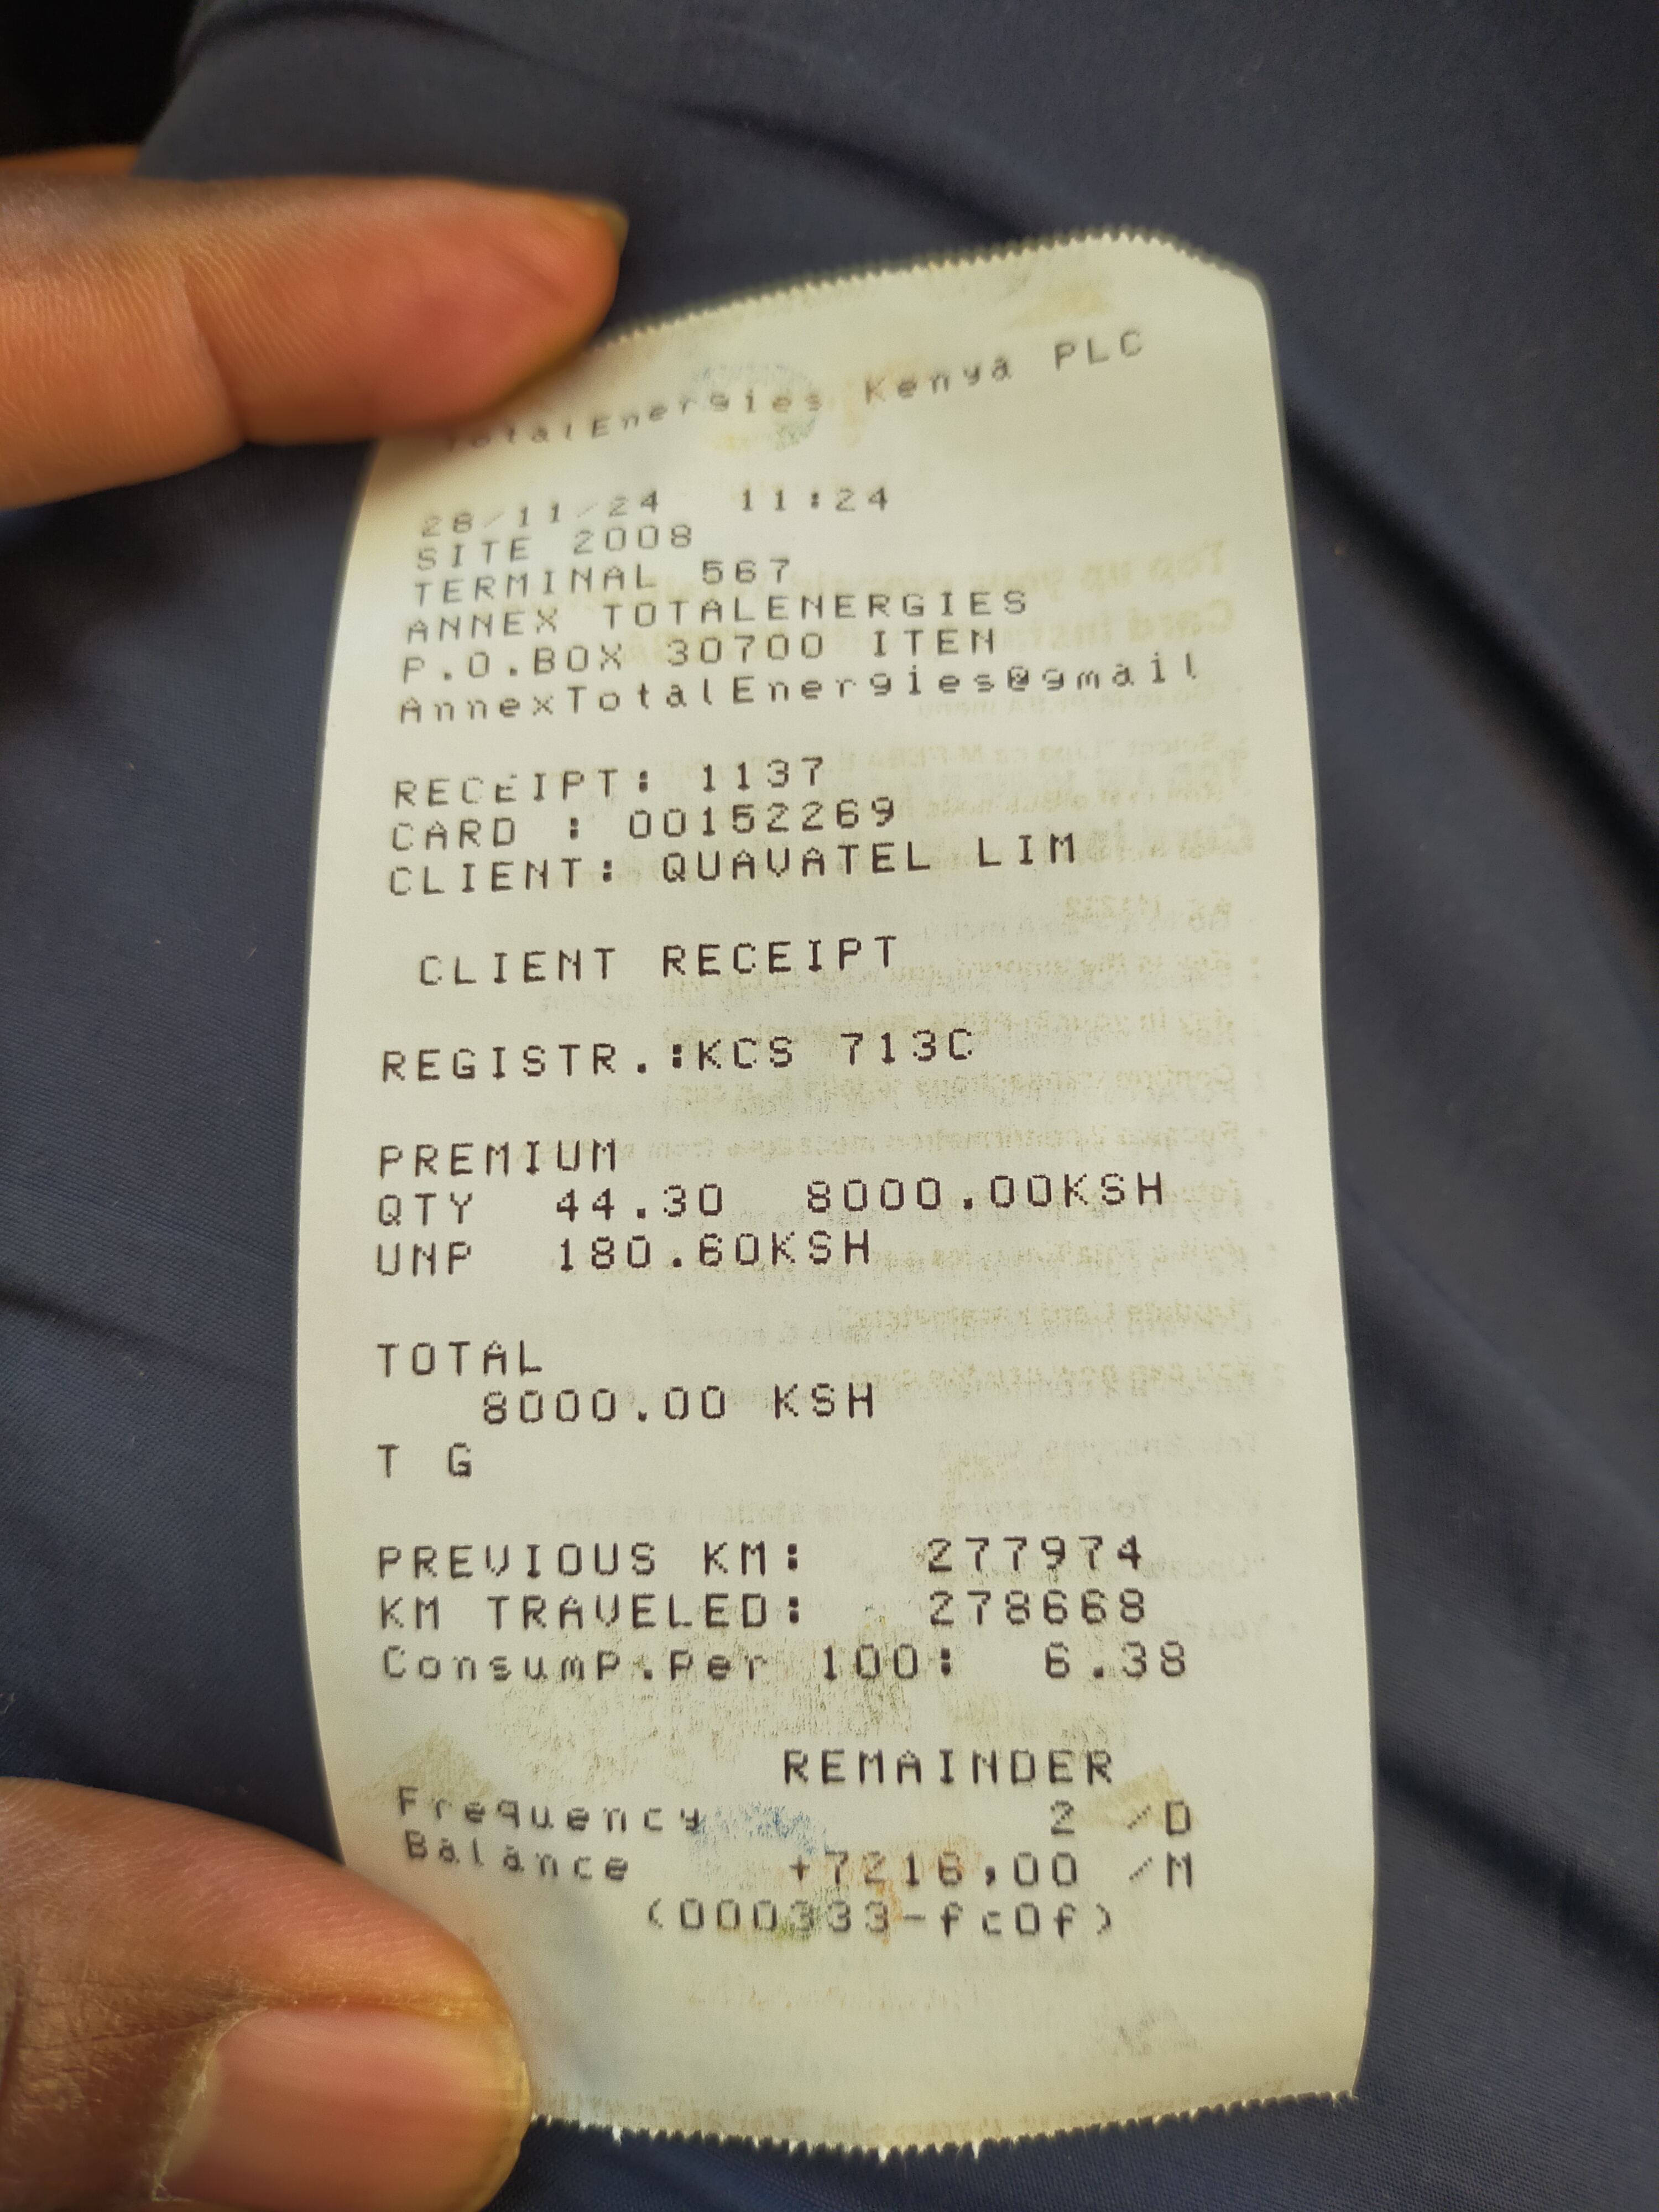 TotalEnergies Kenya PLC
28/11/24 11:24
SITE 2008
TERMINAL 567
ANNEX TOTALENERGIES
P.O.BOX 30700 ITEN
AnnexTotalEnergies@gmail
RECEIPT: 1137
CARD : 00152269
CLIENT: QUAVATEL LIM
CLIENT RECEIPT
REGISTR.:KCS 713C
PREMIUM
QTY 44.30 8000.00KSH
UNP 180.60KSH
TOTAL
8000.00 KSH
T G
PREVIOUS KM: 277974
KM TRAVELED: 278668
Consump.Per 100: 6.38
REMAINDER
Frequency 2 /D
Balance +7216,00 /M
(000333-fc0f)